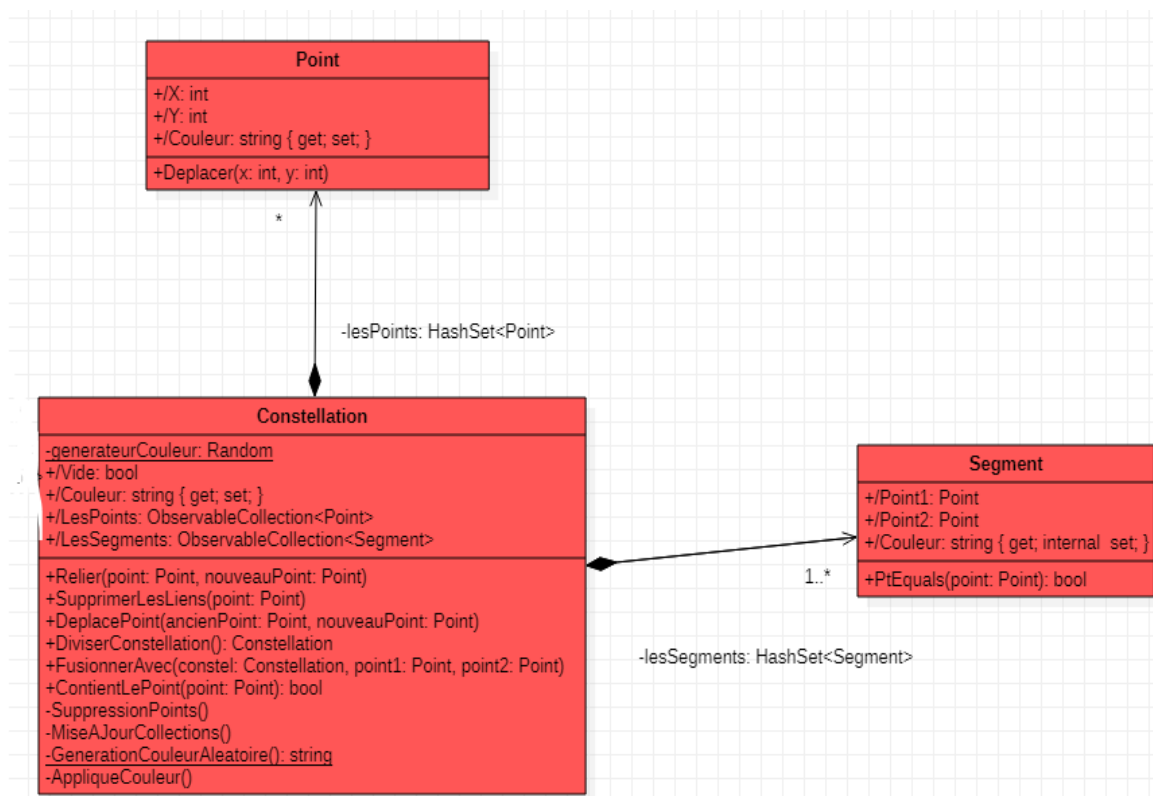 Point
+/X: int
+/Y: int
+/Couleur: string { get; set; }
+Deplacer(x: int, y: int)
*
-lesPoints: HashSet<Point>
Constellation
-generateurCouleur: Random
+/Vide: bool
+/Couleur: string { get; set; }
+/LesPoints: ObservableCollection<Point>
+/LesSegments: ObservableCollection<Segment>
+Relier(point: Point, nouveauPoint: Point)
+SupprimerLesLiens(point: Point)
+DeplacePoint(ancienPoint: Point, nouveauPoint: Point)
+DiviserConstellation(): Constellation
+FusionnerAvec(constel: Constellation, point1: Point, point2: Point)
+ContientLePoint(point: Point): bool
-SuppressionPoints()
-MiseAJourCollections()
-GenerationCouleurAleatoire(): string
-AppliqueCouleur()
Segment
+/Point1: Point
+/Point2: Point
+/Couleur: string { get; internal set; }
+PtEquals(point: Point): bool
1..*
-lesSegments: HashSet<Segment>